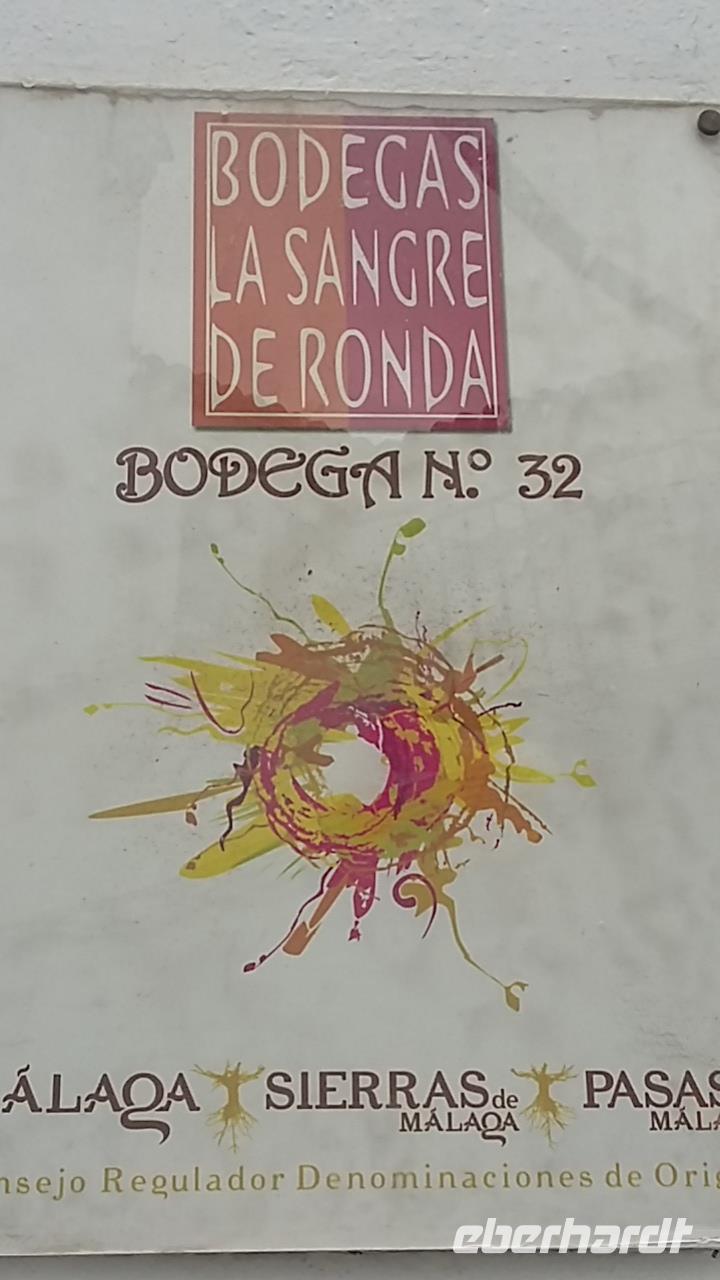 BODEGAS
LA SANGRE
DE RONDA
BODEGA N.º 32
ÁLAGA SIERRAS de MÁLAGA PASAS MÁLA
nsejo Regulador Denominaciones de Orig
eberhardt